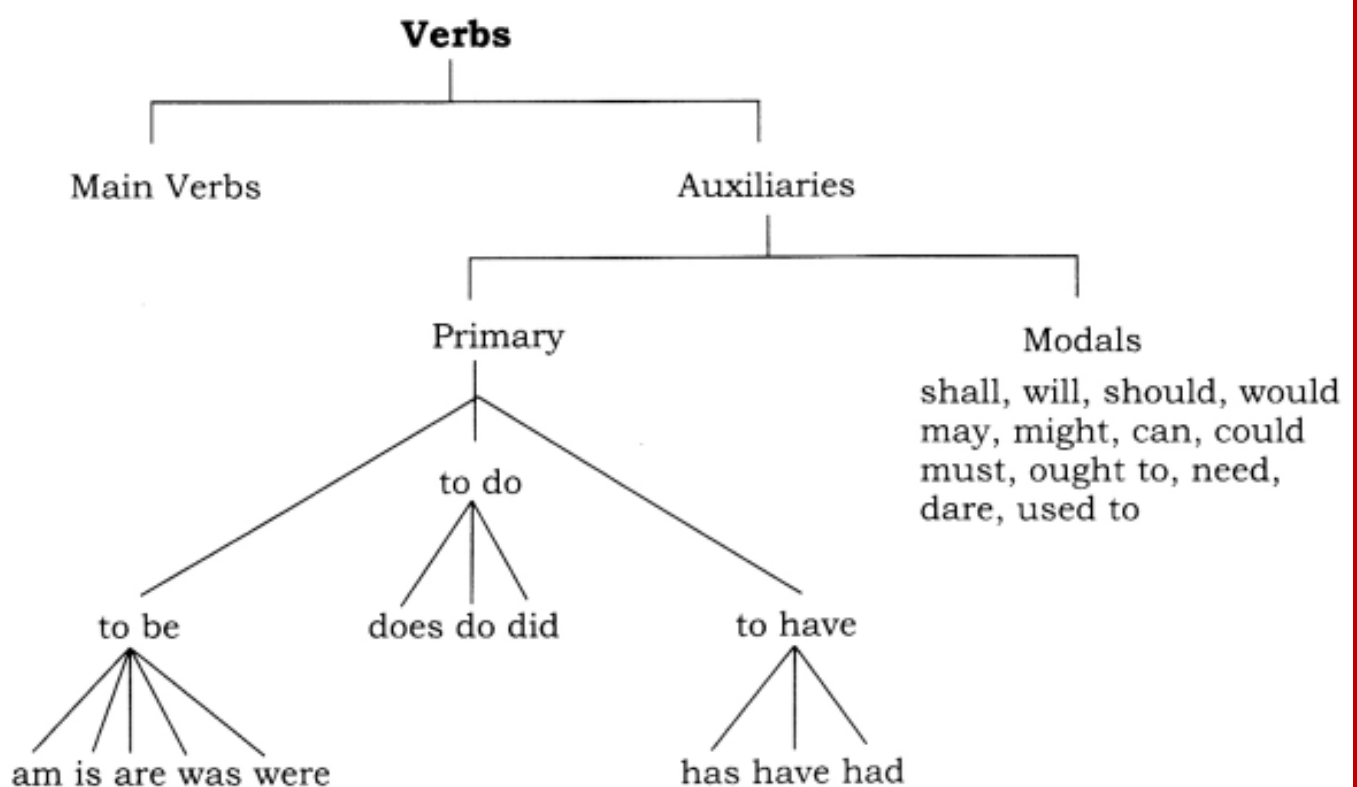 Verbs
Main Verbs
Auxiliaries
Primary
Modals
shall, will, should, would
may, might, can, could
must, ought to, need,
dare, used to
to do
does do did
to be
to have
am is are was were
has have had